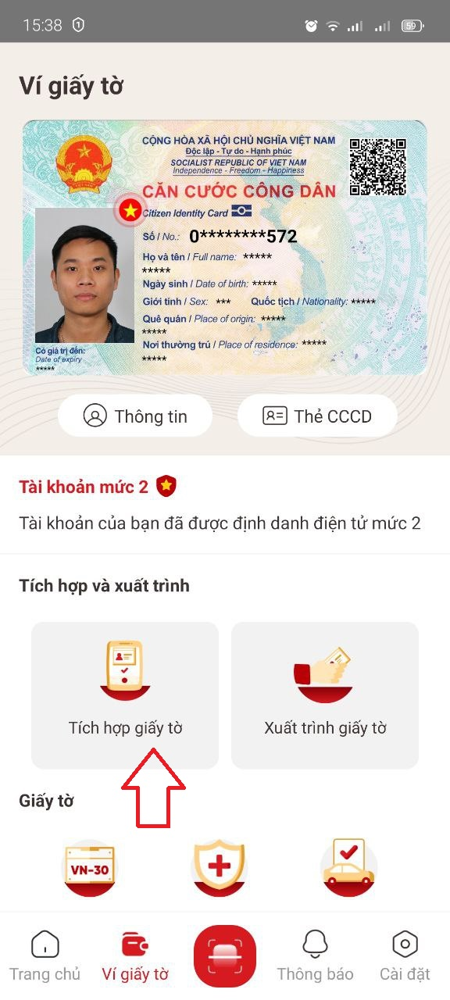 15:38
59
Ví giấy tờ
CỘNG HÒA XÃ HỘI CHỦ NGHĨA VIỆT NAM
Độc lập - Tự do - Hạnh phúc
SOCIALIST REPUBLIC OF VIET NAM
Independence - Freedom - Happiness
CĂN CƯỚC CÔNG DÂN
Citizen Identity Card
Số / No.: 0********572
Họ và tên / Full name: *****
*****
Ngày sinh / Date of birth: *****
Giới tính / Sex: *** Quốc tịch / Nationality: *****
Quê quán / Place of origin: *****
*****
Nơi thường trú / Place of residence: *****
*****
Có giá trị đến:
Date of expiry
*****
Thông tin
Thẻ CCCD
Tài khoản mức 2
Tài khoản của bạn đã được định danh điện tử mức 2
Tích hợp và xuất trình
Tích hợp giấy tờ
Xuất trình giấy tờ
Giấy tờ
VN-30
Trang chủ
Ví giấy tờ
Thông báo
Cài đặt